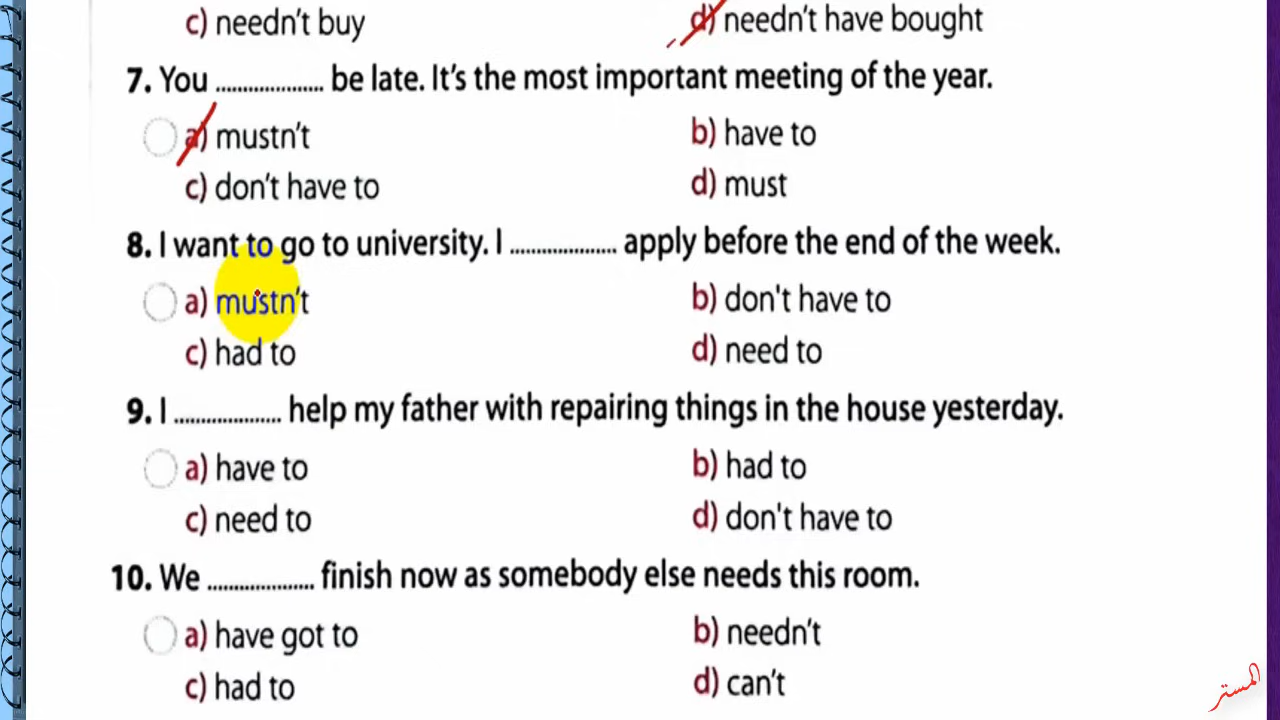 c) needn't buy d) needn't have bought
7. You .................... be late. It's the most important meeting of the year.
a) mustn't b) have to
c) don't have to d) must
8. I want to go to university. I .................... apply before the end of the week.
a) mustn't b) don't have to
c) had to d) need to
9. I .................... help my father with repairing things in the house yesterday.
a) have to b) had to
c) need to d) don't have to
10. We .................... finish now as somebody else needs this room.
a) have got to b) needn't
c) had to d) can't
المستر